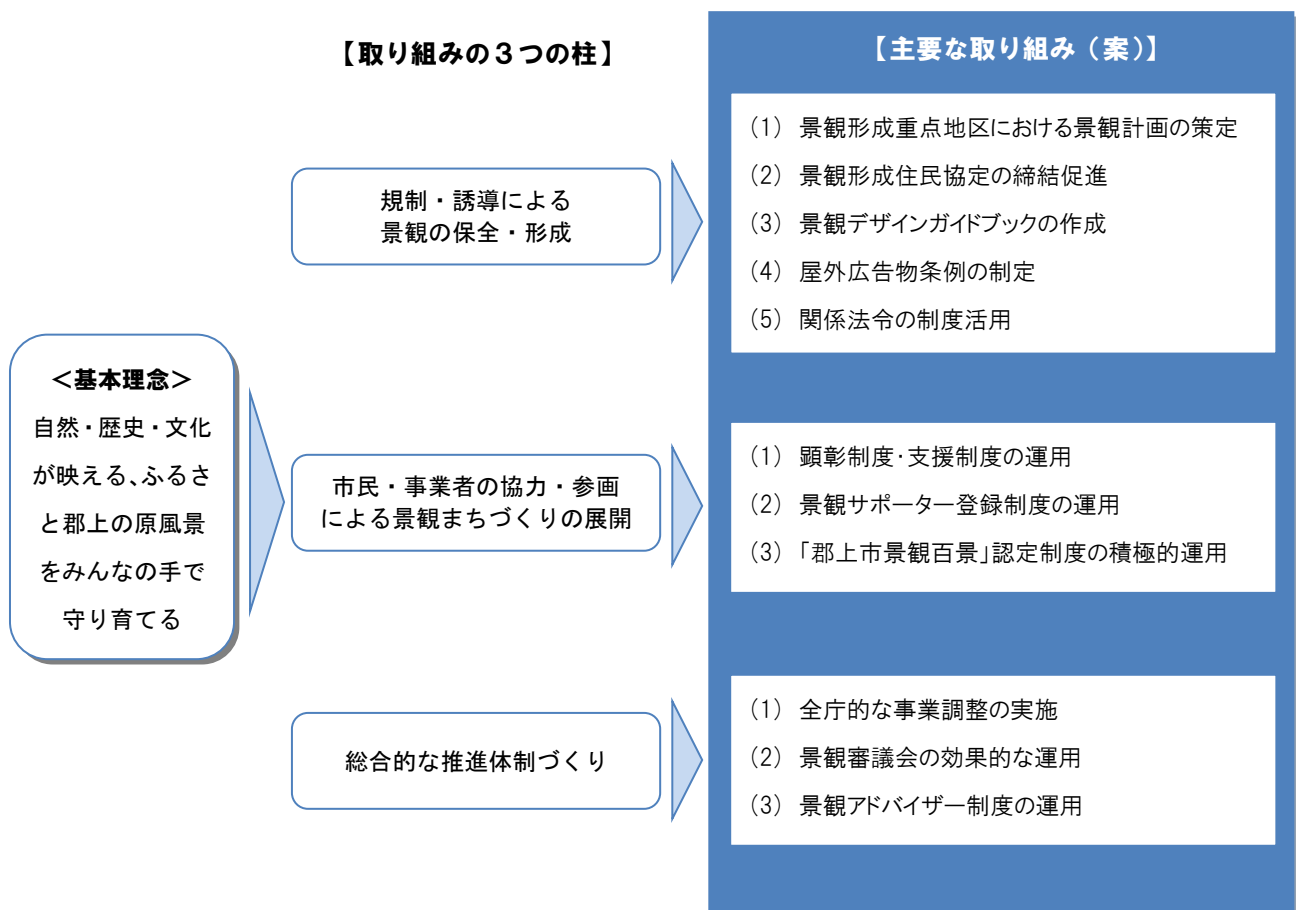 【取り組みの３つの柱】
【主要な取り組み（案）】
＜基本理念＞
自然・歴史・文化
が映える、ふるさ
と郡上の原風景
をみんなの手で
守り育てる
規制・誘導による
景観の保全・形成
(1) 景観形成重点地区における景観計画の策定
(2) 景観形成住民協定の締結促進
(3) 景観デザインガイドブックの作成
(4) 屋外広告物条例の制定
(5) 関係法令の制度活用
市民・事業者の協力・参画
による景観まちづくりの展開
(1) 顕彰制度・支援制度の運用
(2) 景観サポーター登録制度の運用
(3) 「郡上市景観百景」認定制度の積極的運用
総合的な推進体制づくり
(1) 全庁的な事業調整の実施
(2) 景観審議会の効果的な運用
(3) 景観アドバイザー制度の運用